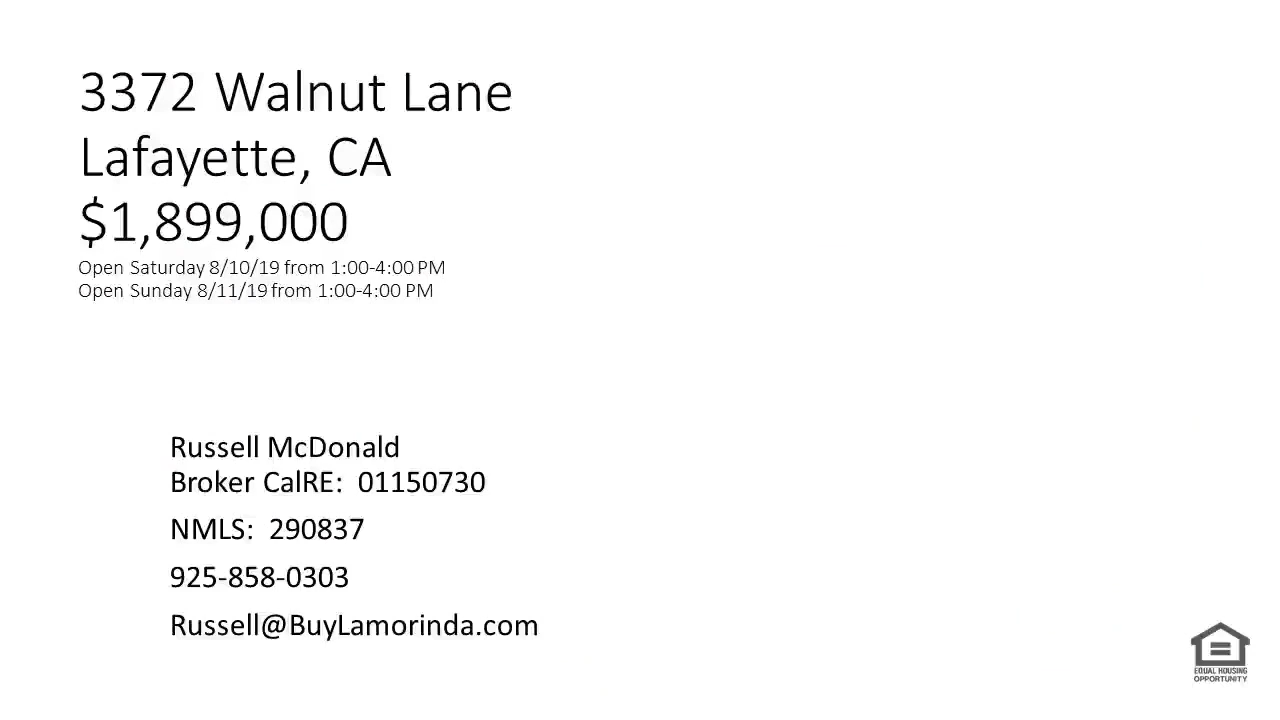 3372 Walnut Lane
Lafayette, CA
$1,899,000
Open Saturday 8/10/19 from 1:00-4:00 PM
Open Sunday 8/11/19 from 1:00-4:00 PM
Russell McDonald
Broker CalRE:  01150730
NMLS:  290837
925-858-0303
Russell@BuyLamorinda.com
EQUAL HOUSING
OPPORTUNITY